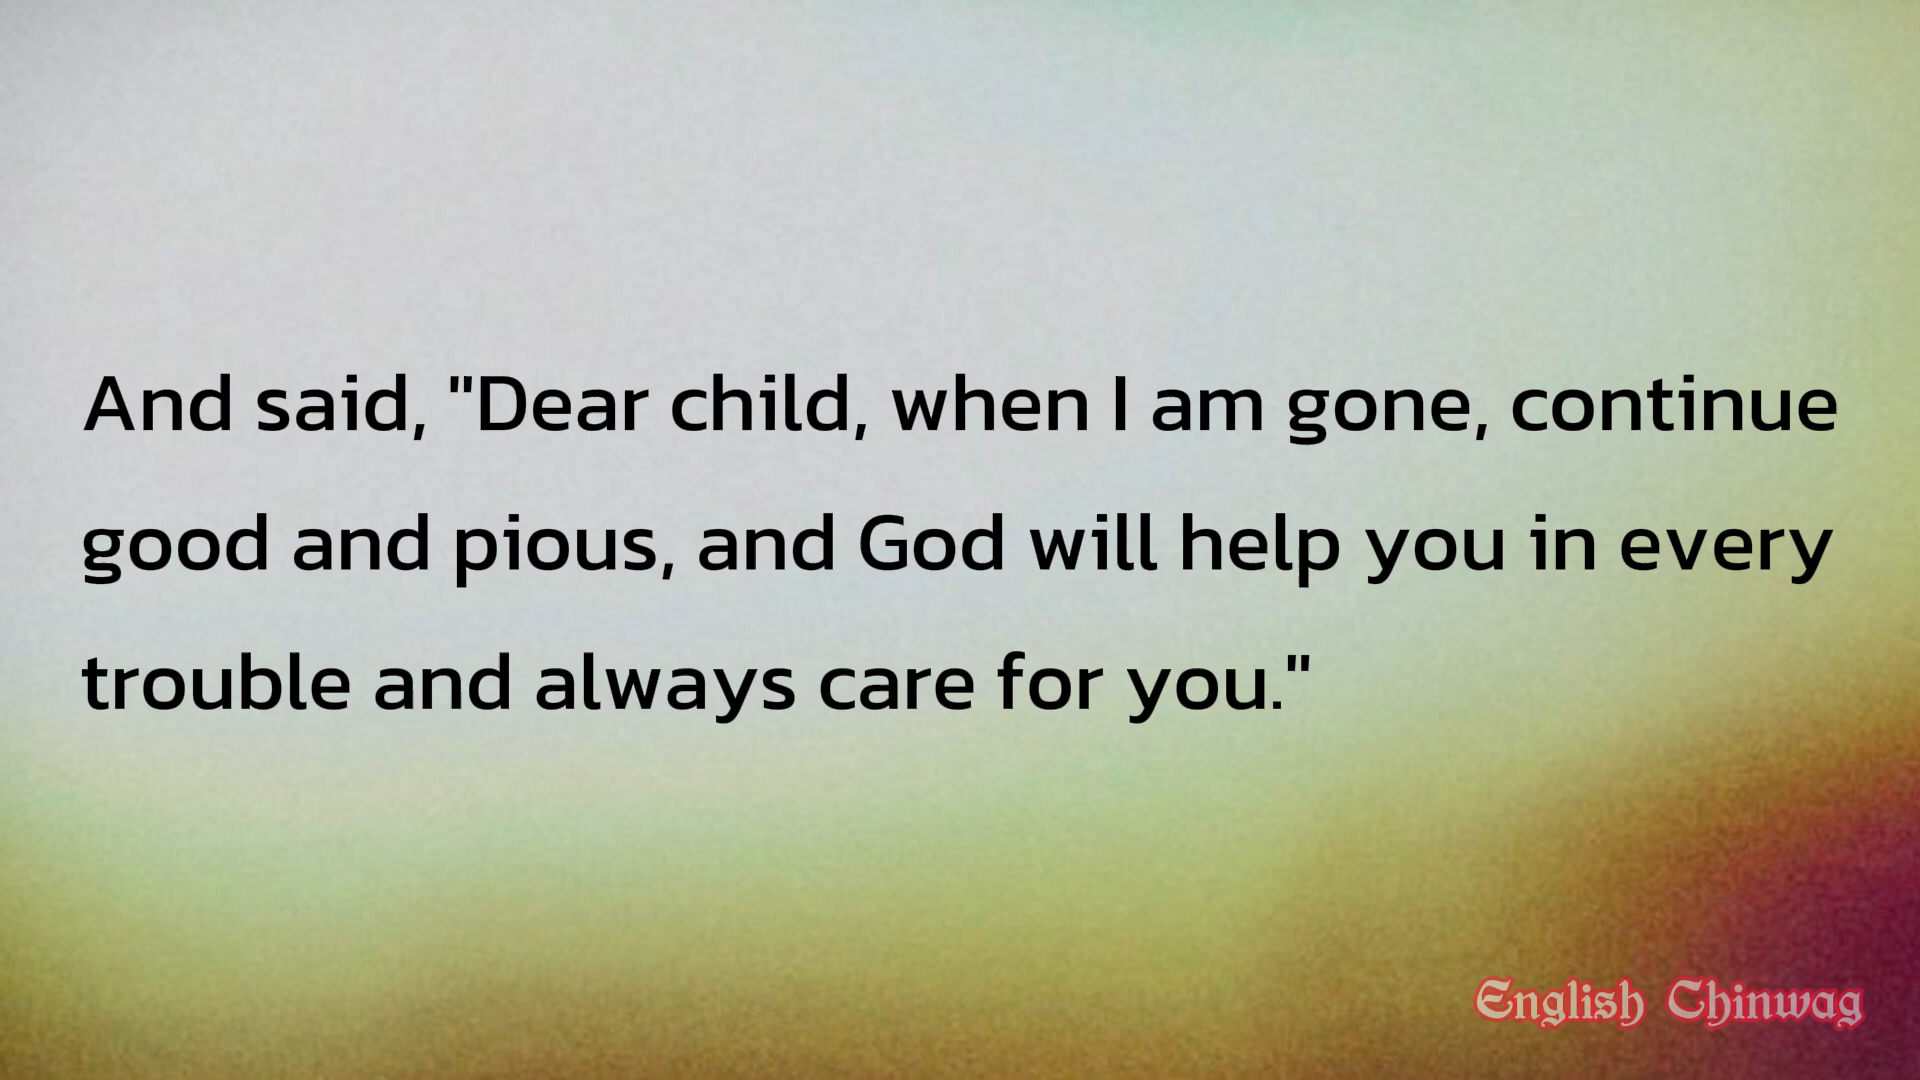 And said, "Dear child, when I am gone, continue
good and pious, and God will help you in every
trouble and always care for you."
English Chinwag